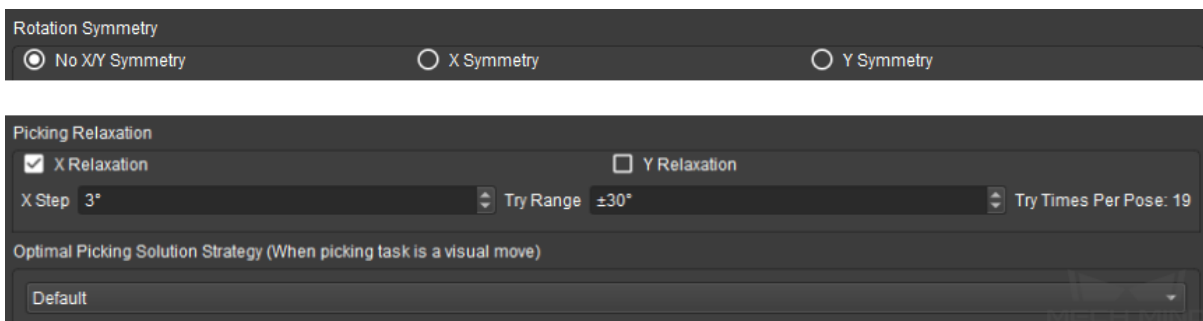 Rotation Symmetry
No X/Y Symmetry X Symmetry Y Symmetry
Picking Relaxation
X Relaxation Y Relaxation
X Step 3° Try Range ±30° Try Times Per Pose: 19
Optimal Picking Solution Strategy (When picking task is a visual move)
Default